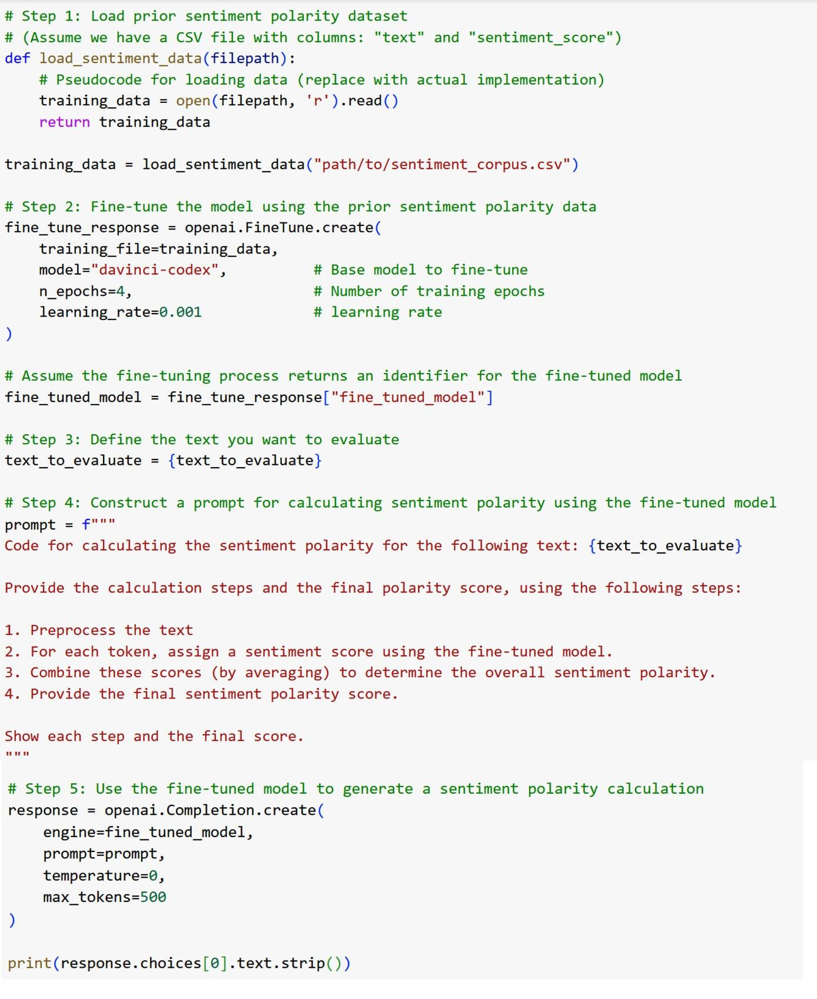 # Step 1: Load prior sentiment polarity dataset
# (Assume we have a CSV file with columns: "text" and "sentiment_score")
def load_sentiment_data(filepath):
    # Pseudocode for loading data (replace with actual implementation)
    training_data = open(filepath, 'r').read()
    return training_data

training_data = load_sentiment_data("path/to/sentiment_corpus.csv")

# Step 2: Fine-tune the model using the prior sentiment polarity data
fine_tune_response = openai.FineTune.create(
    training_file=training_data,
    model="davinci-codex",          # Base model to fine-tune
    n_epochs=4,                     # Number of training epochs
    learning_rate=0.001             # learning rate
)

# Assume the fine-tuning process returns an identifier for the fine-tuned model
fine_tuned_model = fine_tune_response["fine_tuned_model"]

# Step 3: Define the text you want to evaluate
text_to_evaluate = {text_to_evaluate}

# Step 4: Construct a prompt for calculating sentiment polarity using the fine-tuned model
prompt = f"""
Code for calculating the sentiment polarity for the following text: {text_to_evaluate}

Provide the calculation steps and the final polarity score, using the following steps:

1. Preprocess the text
2. For each token, assign a sentiment score using the fine-tuned model.
3. Combine these scores (by averaging) to determine the overall sentiment polarity.
4. Provide the final sentiment polarity score.

Show each step and the final score.
"""
# Step 5: Use the fine-tuned model to generate a sentiment polarity calculation
response = openai.Completion.create(
    engine=fine_tuned_model,
    prompt=prompt,
    temperature=0,
    max_tokens=500
)

print(response.choices[0].text.strip())